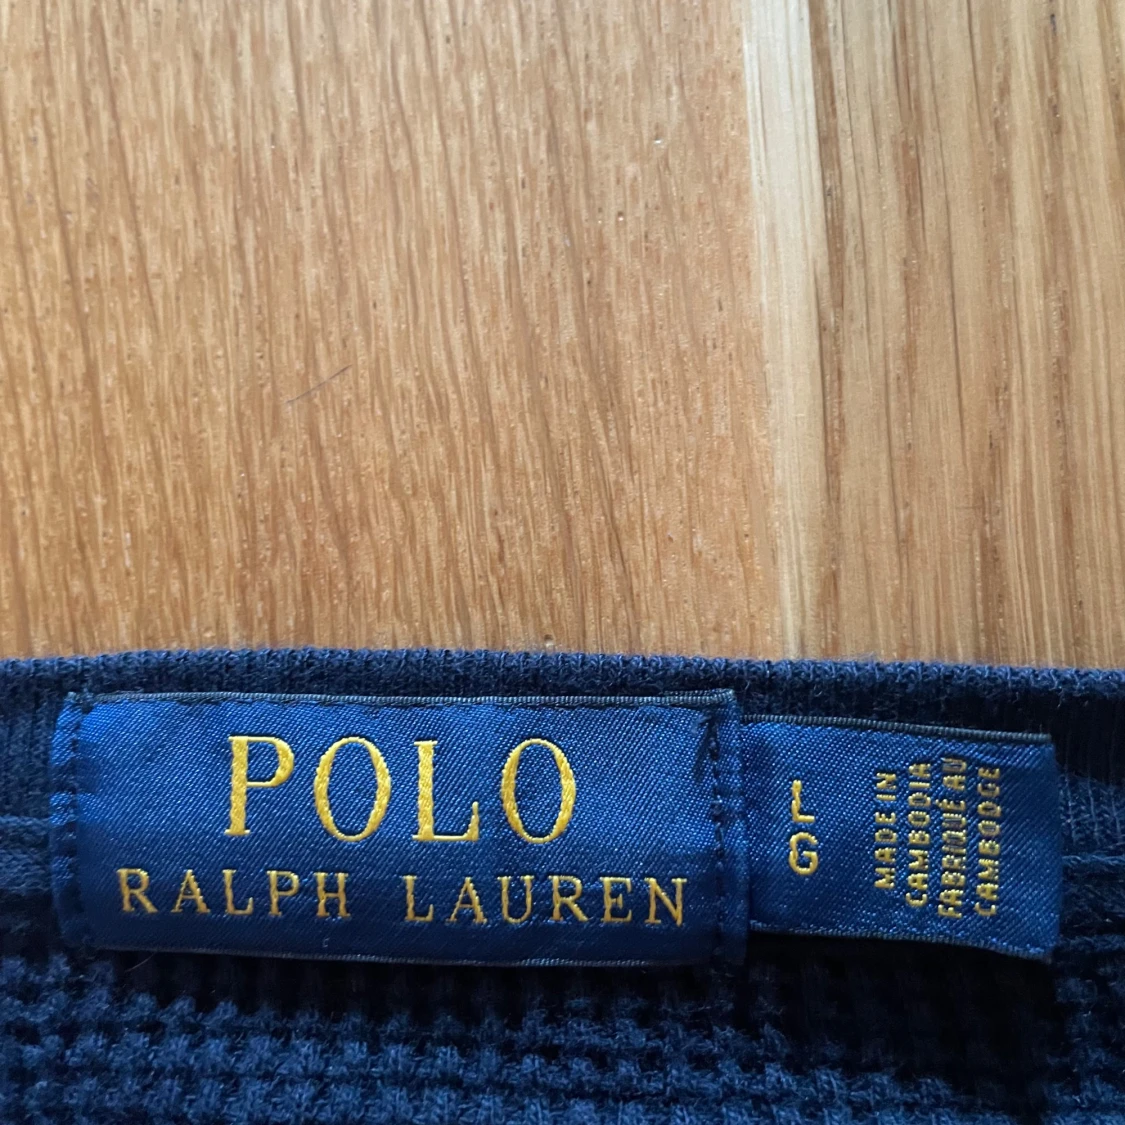 POLO
RALPH LAUREN
L
G
MADE IN
CAMBODIA
FABRIQUÉ AU
CAMBODGE